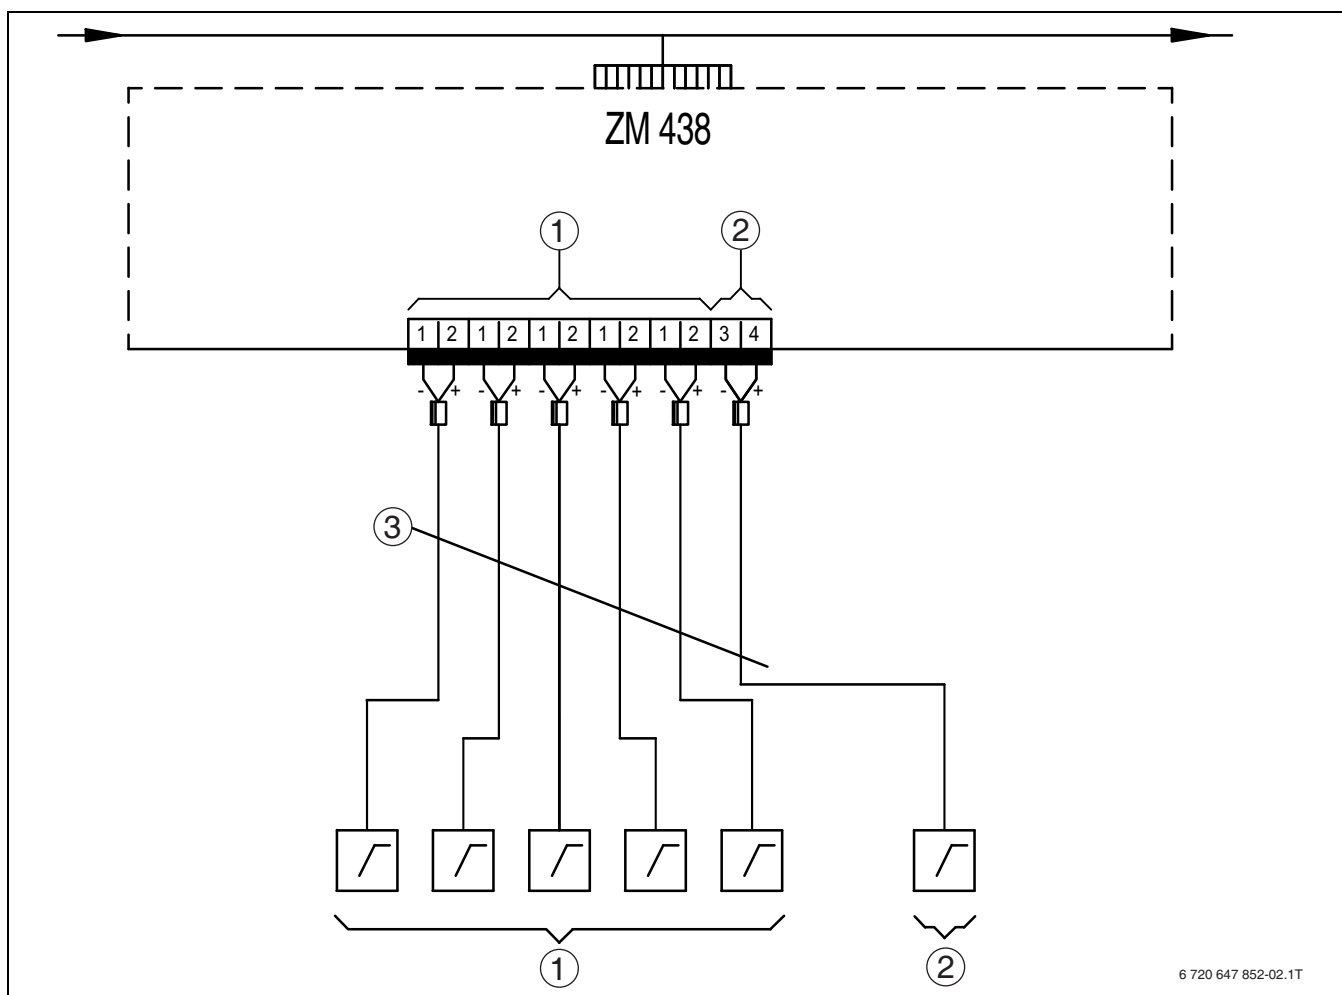 ZM 438
① ②
1 2 1 2 1 2 1 2 1 2 3 4
- + - + - + - + - + - +
③
① ②
6 720 647 852-02.1T